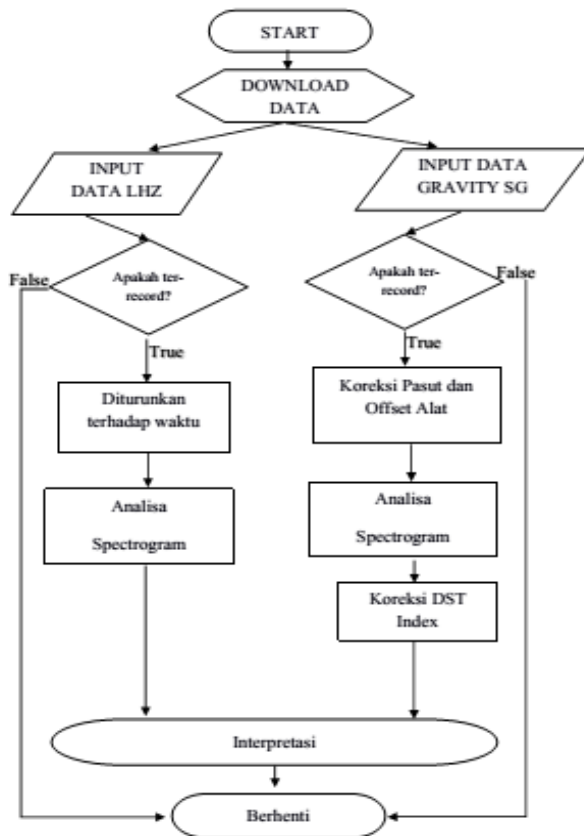 START
DOWNLOAD
DATA
INPUT
DATA LHZ
INPUT DATA
GRAVITY SG
False
Apakah ter-
record?
Apakah ter-
record?
False
True
True
Diturunkan
terhadap waktu
Koreksi Pasut dan
Offset Alat
Analisa
Spectrogram
Analisa
Spectrogram
Koreksi DST
Index
Interpretasi
Berhenti